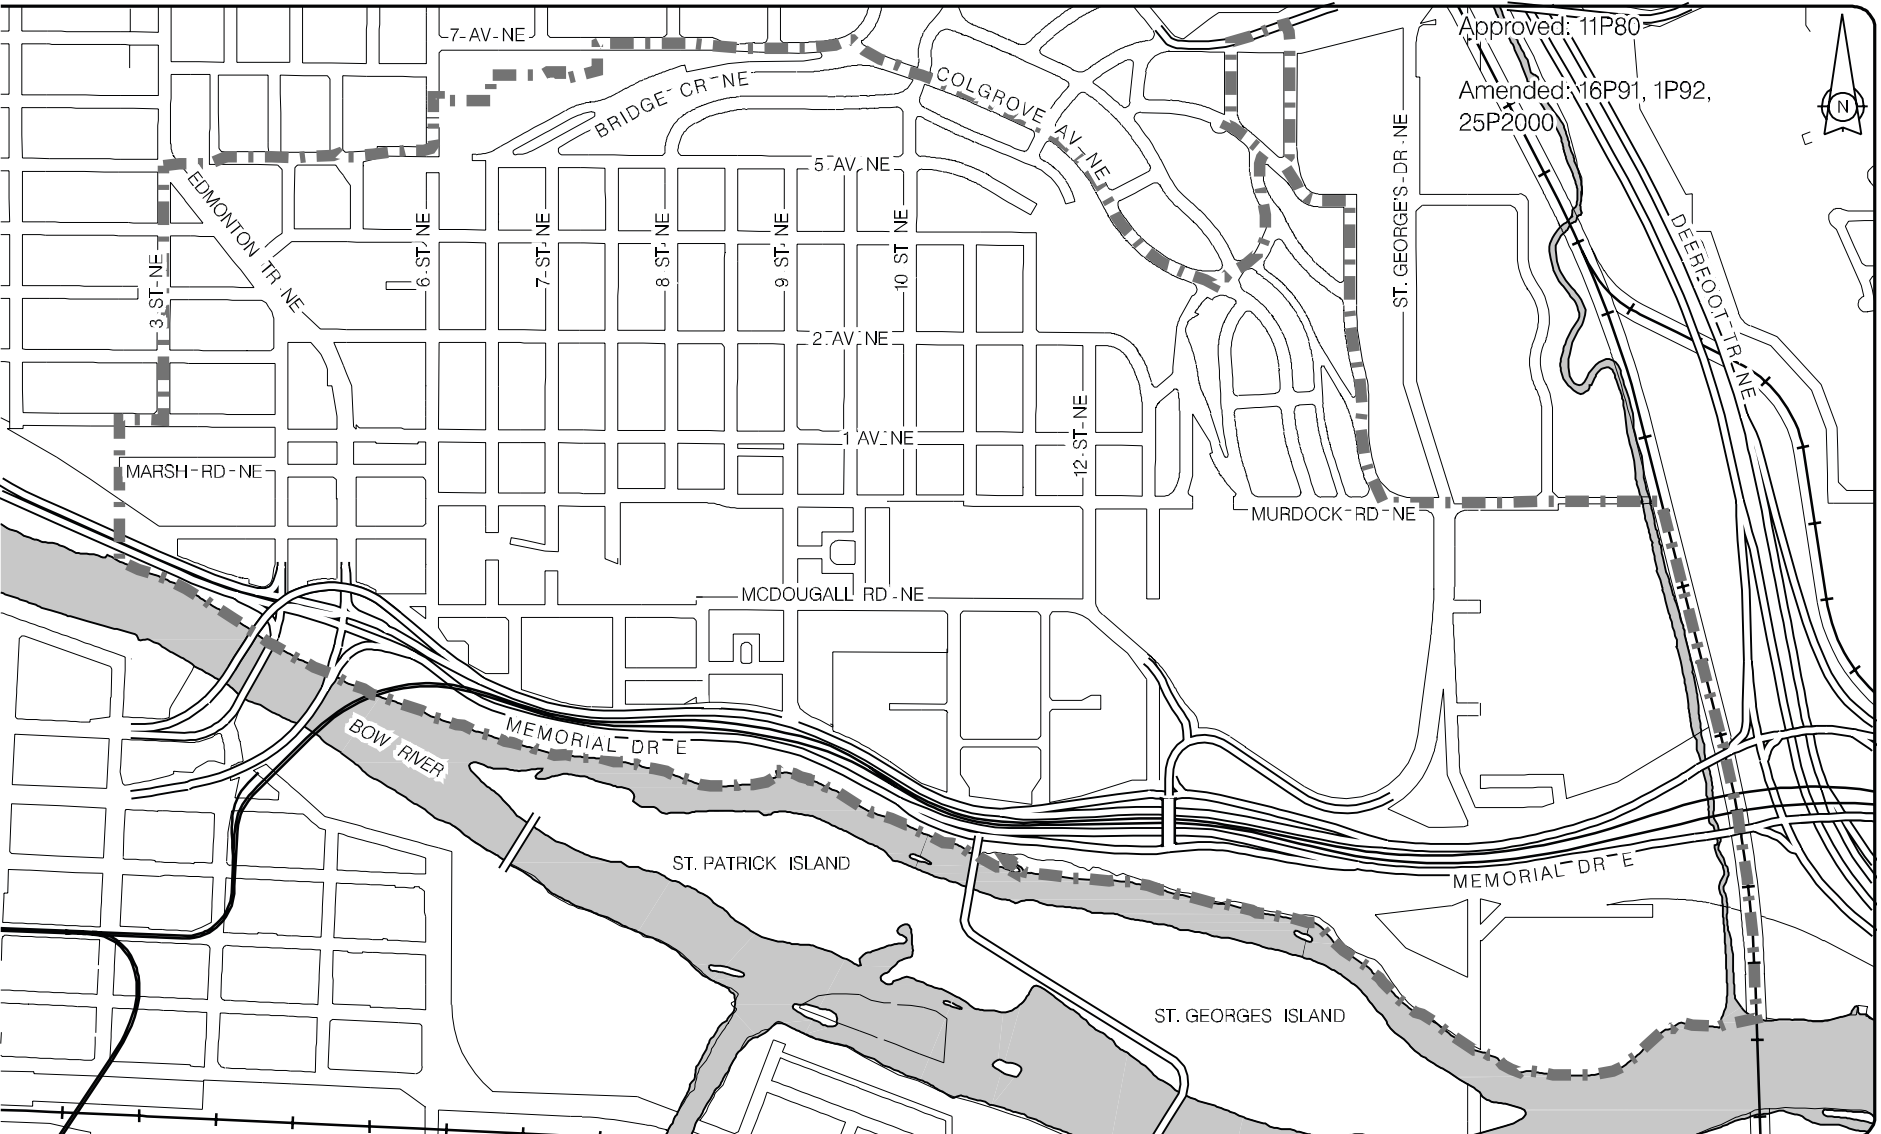 7 AV NE
Approved: 11P80
Amended: 16P91, 1P92,
25P2000
N
BRIDGE CR NE
COLGROVE AV NE
5 AV NE
EDMONTON TR NE
3 ST NE
6 ST NE
7 ST NE
8 ST NE
9 ST NE
10 ST NE
ST. GEORGE'S DR NE
DEERFOOT TR NE
2 AV NE
1 AV NE
12 ST NE
MARSH RD NE
MURDOCK RD NE
MCDOUGALL RD NE
MEMORIAL DR E
BOW RIVER
ST. PATRICK ISLAND
MEMORIAL DR E
ST. GEORGES ISLAND